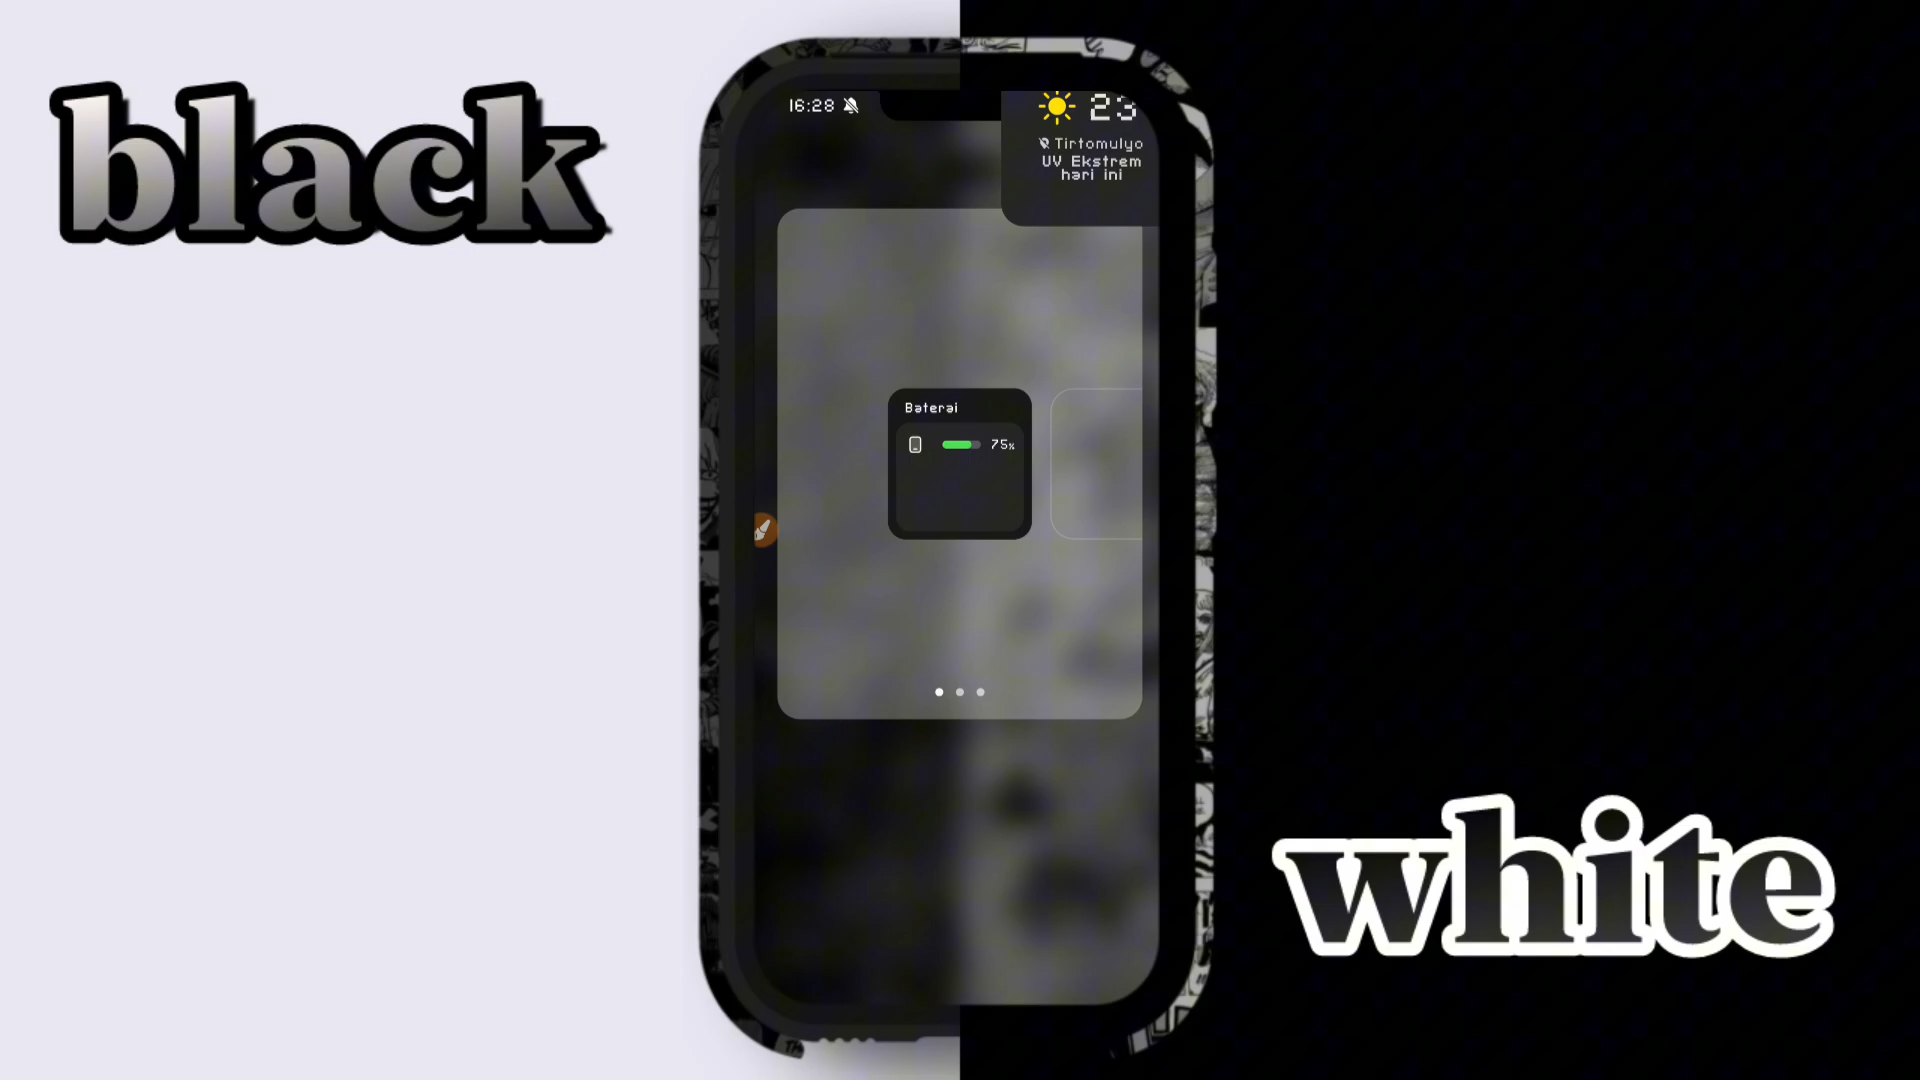 black
16:28
23
Tirtomulyo
UV Ekstrem
hari ini
Baterai
75%
white